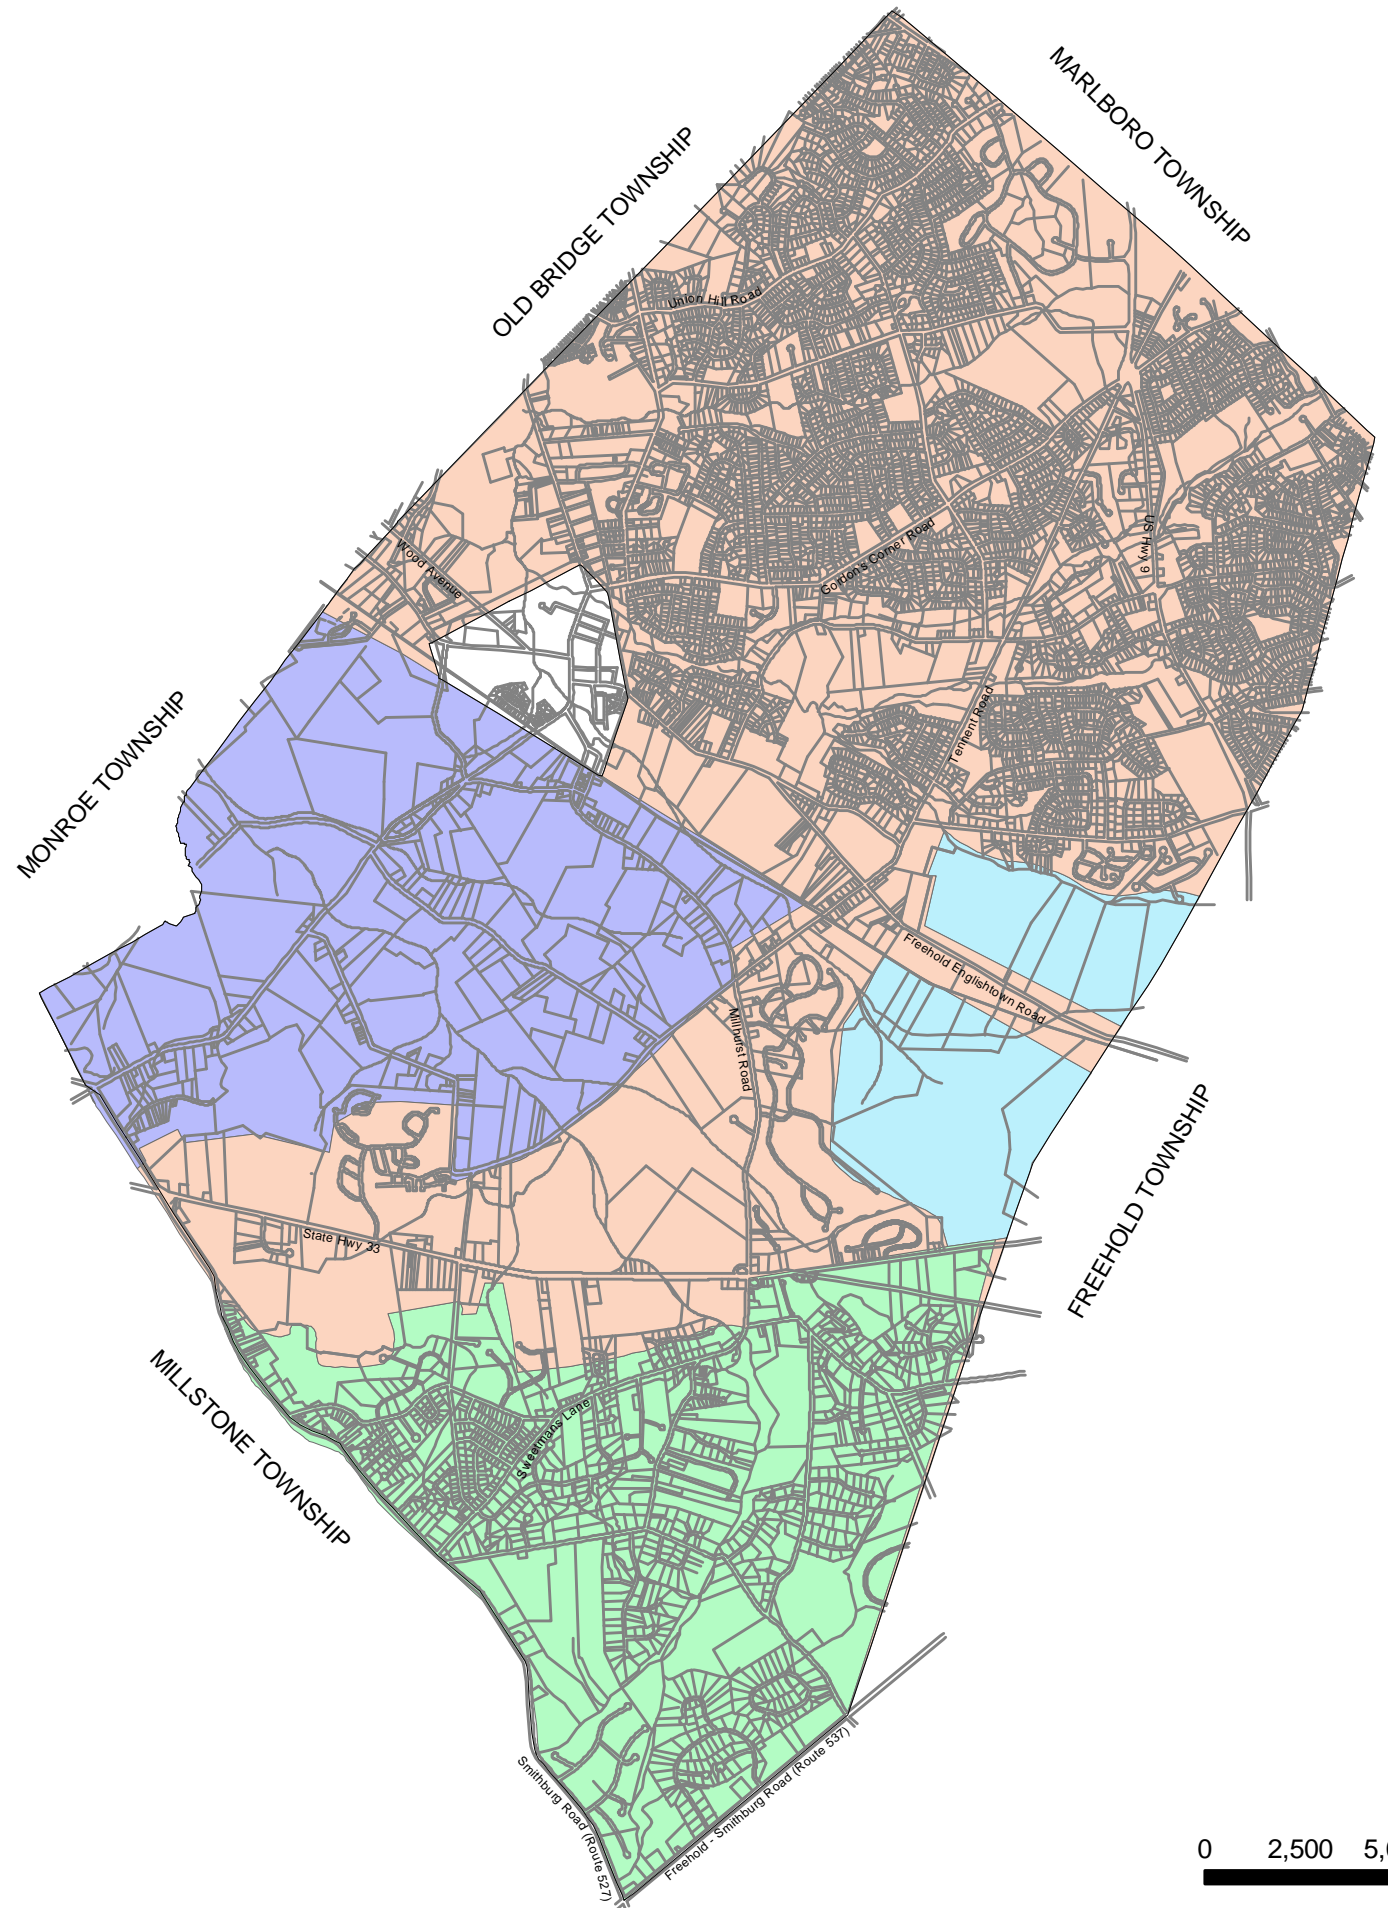 MARLBORO TOWNSHIP
OLD BRIDGE TOWNSHIP
Union Hill Road
Wood Avenue
Gordon's Corner Road
US Hwy 9
Tennent Road
MONROE TOWNSHIP
Freehold Englishtown Road
Millhurst Road
FREEHOLD TOWNSHIP
State Hwy 33
MILLSTONE TOWNSHIP
Sweetmans Lane
Smithburg Road (Route 527)
Freehold - Smithburg Road (Route 537)
0 2,500